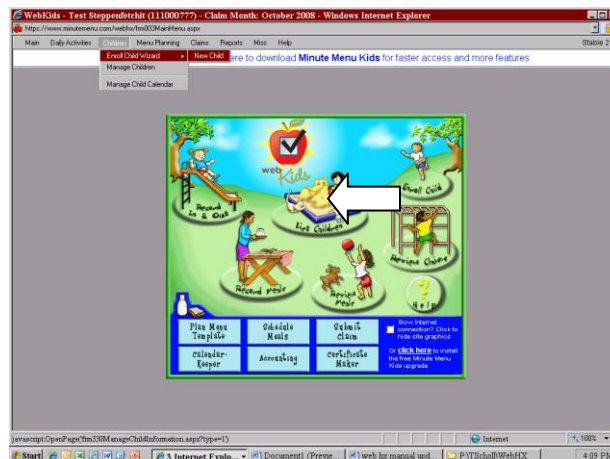 WebKids - Test Steppenfetchit (111000777) - Claim Month: October 2008 - Windows Internet Explorer
https://www.minutemenu.com/webhx/frm003MainMenu.aspx
Main Daily Activities Children Menu Planning Claims Reports Misc Help
Stable 2
Enroll Child Wizard
New Child
ere to download Minute Menu Kids for faster access and more features.
Manage Children
Manage Child Calendar
web Kids
Enroll Child
Record In & Out
List Children
Review Claims
Record Meals
Review Meals
Help
Plan Menu Template
Schedule Meals
Submit Claim
Slow Internet connection? Click to hide site graphics
Calendar-Keeper
Accounting
Certificate Maker
Or click here to install the free Minute Menu Kids upgrade
javascript:OpenPage('frm330ManageChildInformation.aspx?type=1')
Internet
100%
Start
3 Internet Explo...
Document1 (Previe...
web hx manual upd...
P:\TScholl\WebHX
4:09 PM